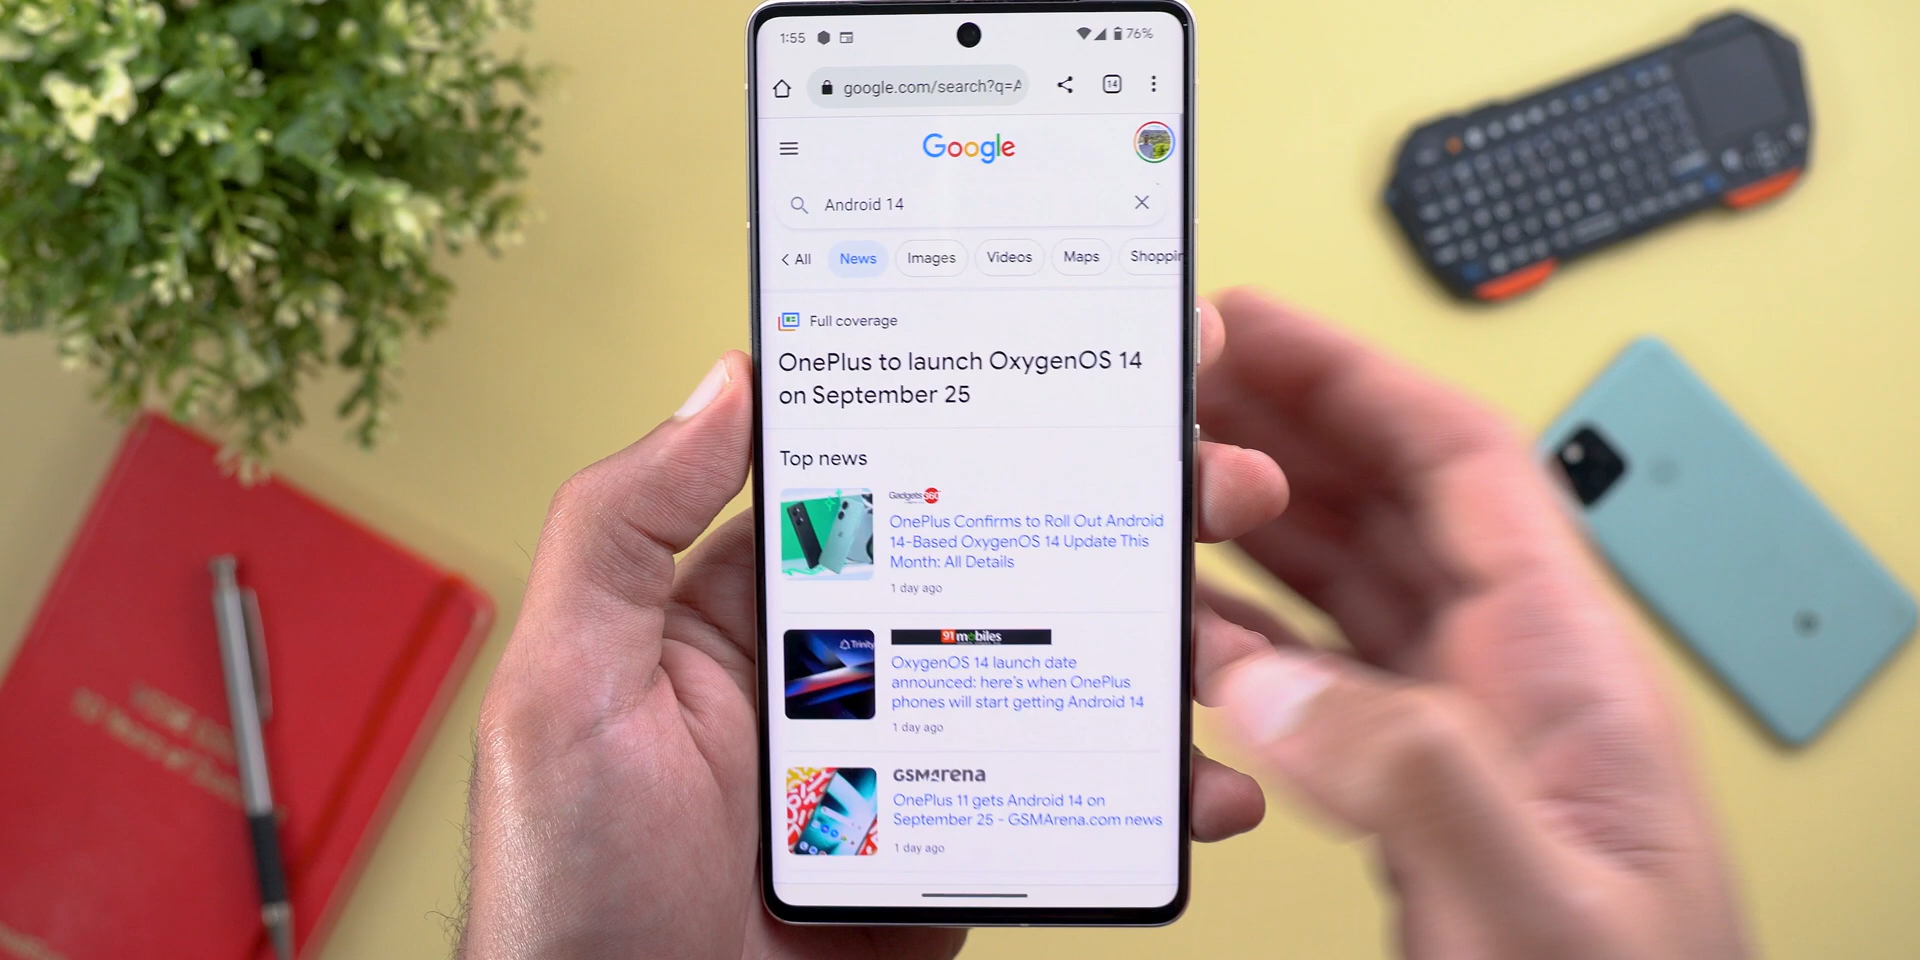 1:55
76%
google.com/search?q=A
14
Google
Android 14
All News Images Videos Maps Shoppin
Full coverage
OnePlus to launch OxygenOS 14
on September 25
Top news
Gadgets 360
OnePlus Confirms to Roll Out Android
14-Based OxygenOS 14 Update This
Month: All Details
1 day ago
Trinity
91mobiles
OxygenOS 14 launch date
announced: here's when OnePlus
phones will start getting Android 14
1 day ago
GSMArena
OnePlus 11 gets Android 14 on
September 25 - GSMArena.com news
1 day ago